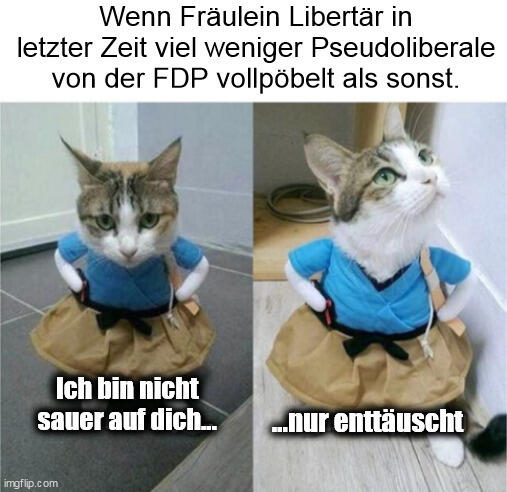 Wenn Fräulein Libertär in
letzter Zeit viel weniger Pseudoliberale
von der FDP vollpöbelt als sonst.
Ich bin nicht
sauer auf dich...
...nur enttäuscht
imgflip.com